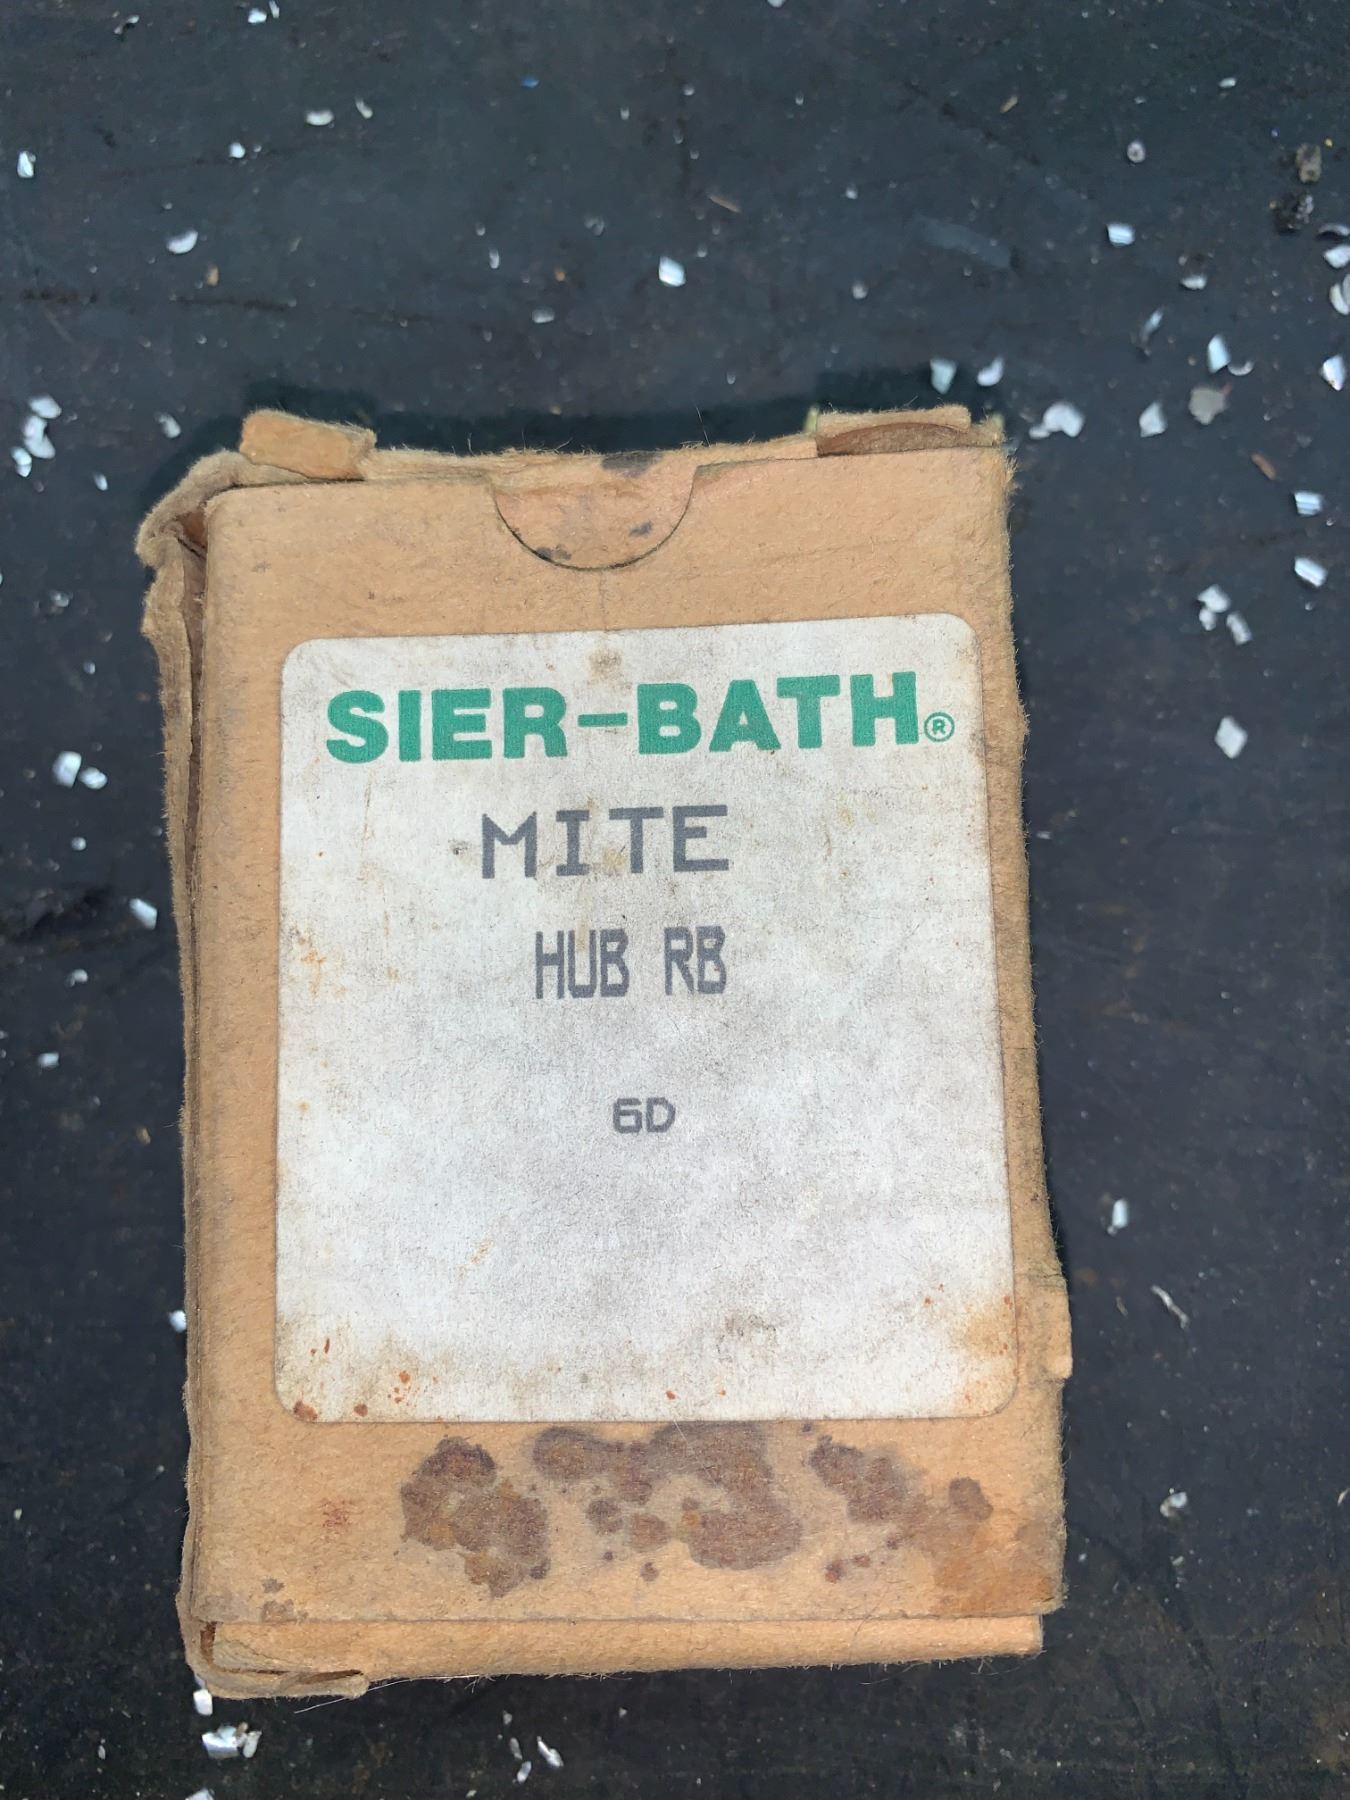 SIER-BATH®
MITE
HUB RB
6D